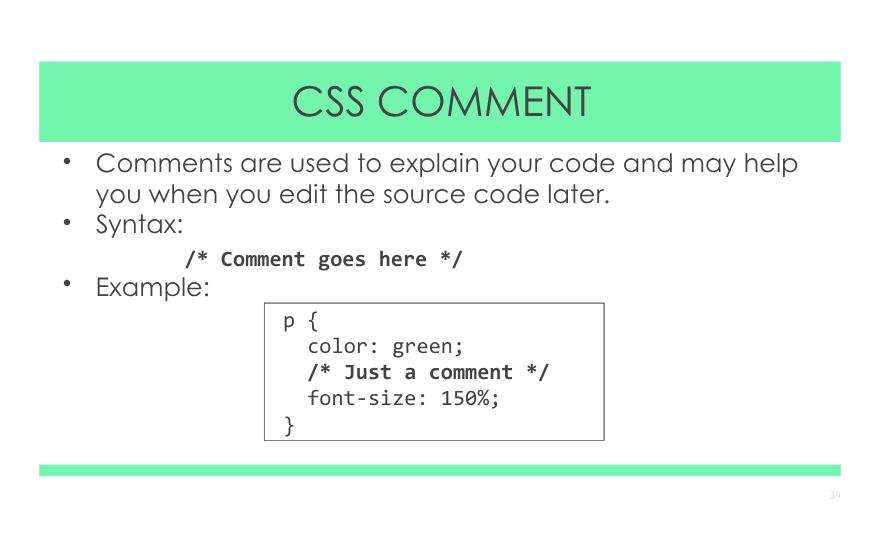 CSS COMMENT
• Comments are used to explain your code and may help
you when you edit the source code later.
• Syntax:
/* Comment goes here */
• Example:
p {
  color: green;
  /* Just a comment */
  font-size: 150%;
}
34